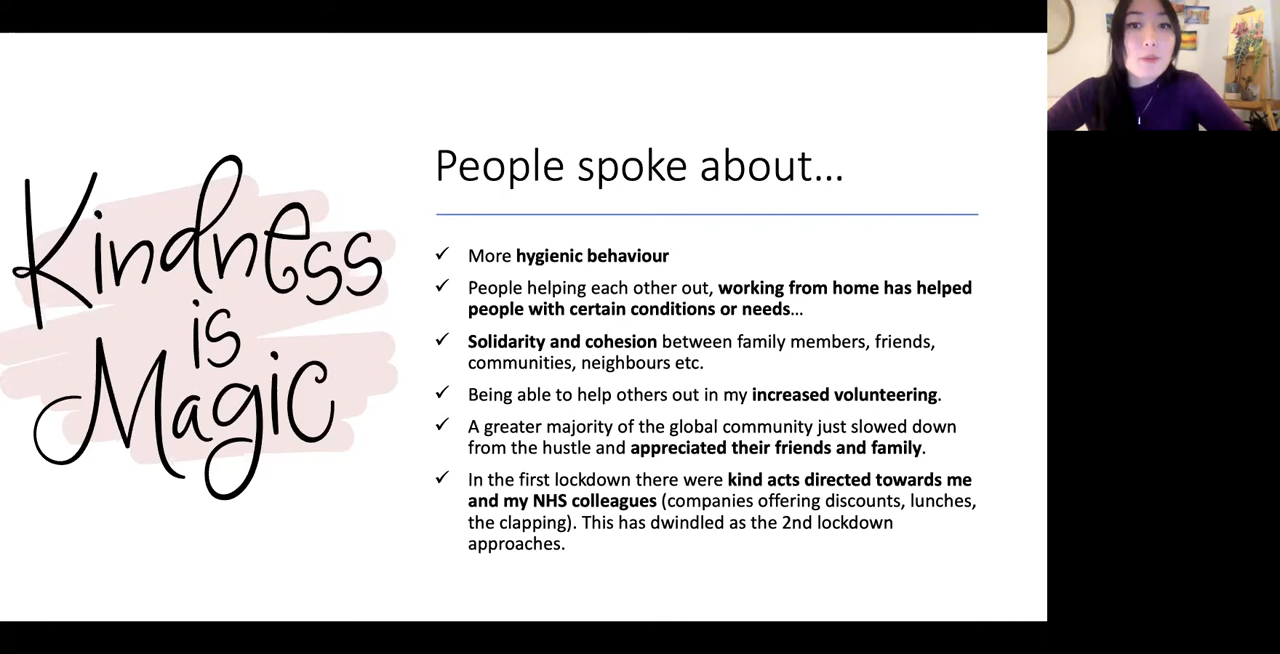 Kindness
is
Magic
People spoke about...
✓ More hygienic behaviour
✓ People helping each other out, working from home has helped
people with certain conditions or needs...
✓ Solidarity and cohesion between family members, friends,
communities, neighbours etc.
✓ Being able to help others out in my increased volunteering.
✓ A greater majority of the global community just slowed down
from the hustle and appreciated their friends and family.
✓ In the first lockdown there were kind acts directed towards me
and my NHS colleagues (companies offering discounts, lunches,
the clapping). This has dwindled as the 2nd lockdown
approaches.